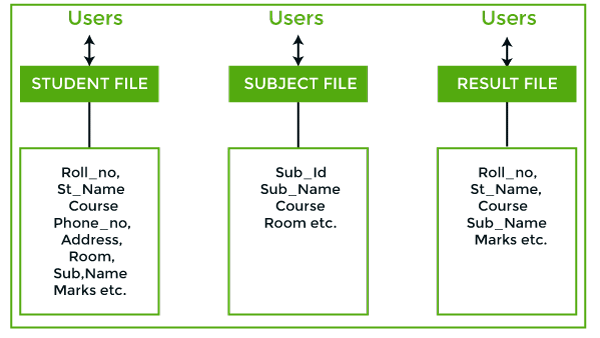 Users
Users
Users
STUDENT FILE
SUBJECT FILE
RESULT FILE
Roll_no,
St_Name
Course
Phone_no,
Address,
Room,
Sub,Name
Marks etc.
Sub_Id
Sub_Name
Course
Room etc.
Roll_no,
St_Name,
Course
Sub_Name
Marks etc.